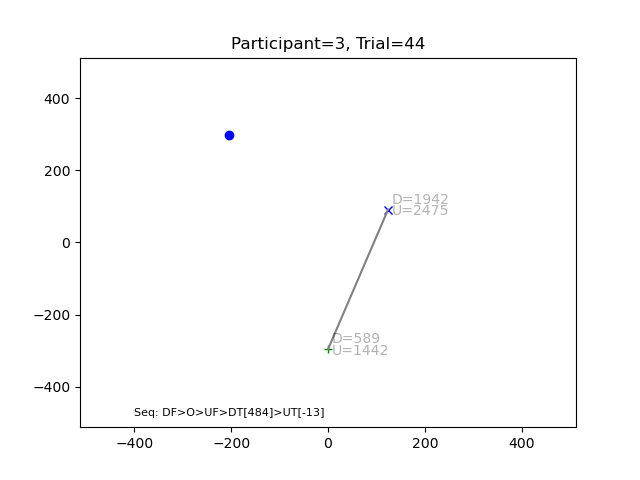 Participant=3, Trial=44
400
200
0
−200
−400
D=1942
U=2475
D=589
U=1442
Seq: DF>O>UF>DT[484]>UT[-13]
−400
−200
0
200
400